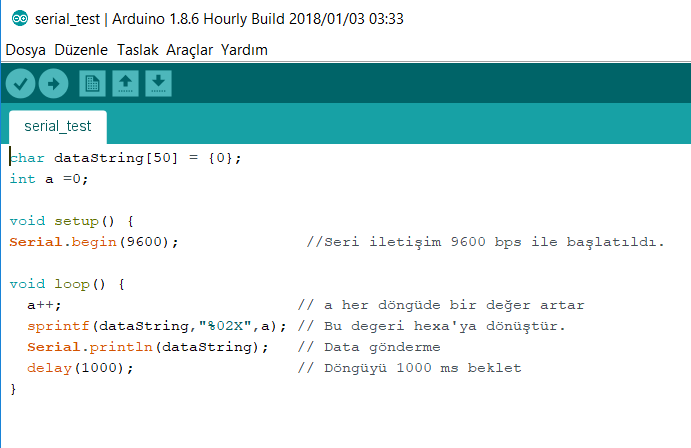 serial_test | Arduino 1.8.6 Hourly Build 2018/01/03 03:33
Dosya Düzenle Taslak Araçlar Yardım
serial_test
char dataString[50] = {0};
int a =0;
void setup() {
Serial.begin(9600); //Seri iletişim 9600 bps ile başlatıldı.
void loop() {
a++; // a her döngüde bir değer artar
sprintf(dataString,"%02X",a); // Bu degeri hexa'ya dönüştür.
Serial.println(dataString); // Data gönderme
delay(1000); // Döngüyü 1000 ms beklet
}